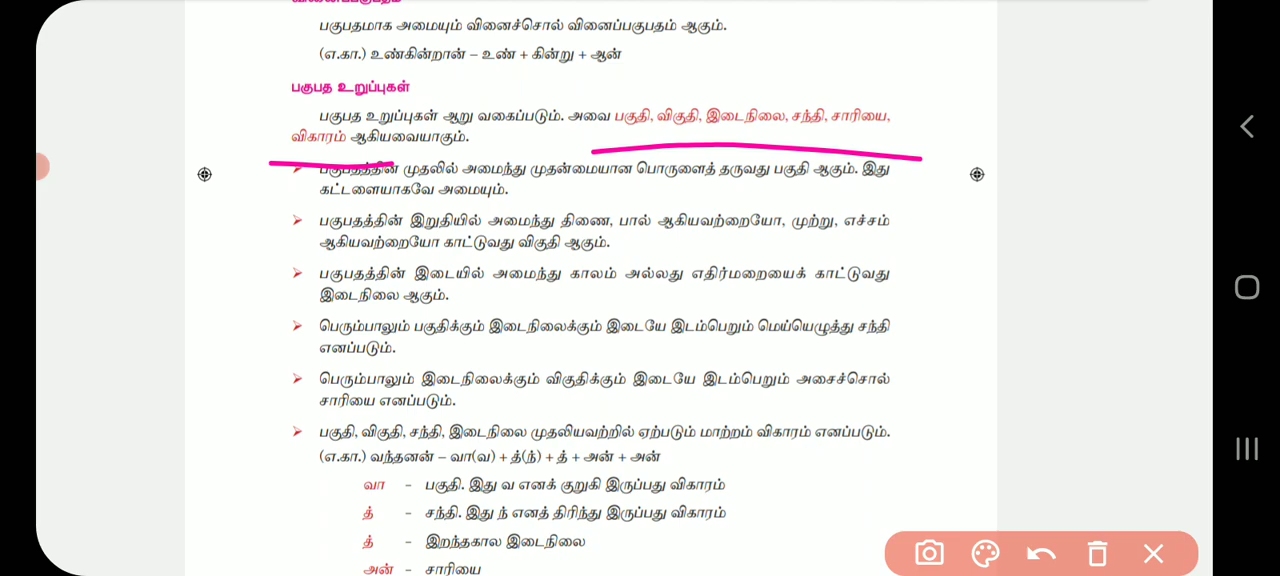 வினைப்பகுபதம்
பகுபதமாக அமையும் வினைச்சொல் வினைப்பகுபதம் ஆகும்.
(எ.கா.) உண்கின்றான் – உண் + கின்று + ஆன்
பகுபத உறுப்புகள்
பகுபத உறுப்புகள் ஆறு வகைப்படும். அவை பகுதி, விகுதி, இடைநிலை, சந்தி, சாரியை,
விகாரம் ஆகியவையாகும்.
➢ பகுபதத்தின் முதலில் அமைந்து முதன்மையான பொருளைத் தருவது பகுதி ஆகும். இது
கட்டளையாகவே அமையும்.
➢ பகுபதத்தின் இறுதியில் அமைந்து திணை, பால் ஆகியவற்றையோ, முற்று, எச்சம்
ஆகியவற்றையோ காட்டுவது விகுதி ஆகும்.
➢ பகுபதத்தின் இடையில் அமைந்து காலம் அல்லது எதிர்மறையைக் காட்டுவது
இடைநிலை ஆகும்.
➢ பெரும்பாலும் பகுதிக்கும் இடைநிலைக்கும் இடையே இடம்பெறும் மெய்யெழுத்து சந்தி
எனப்படும்.
➢ பெரும்பாலும் இடைநிலைக்கும் விகுதிக்கும் இடையே இடம்பெறும் அசைச்சொல்
சாரியை எனப்படும்.
➢ பகுதி, விகுதி, சந்தி, இடைநிலை முதலியவற்றில் ஏற்படும் மாற்றம் விகாரம் எனப்படும்.
(எ.கா.) வந்தனன் – வா(வ) + த்(ந்) + த் + அன் + அன்
வா - பகுதி. இது வ எனக் குறுகி இருப்பது விகாரம்
த் - சந்தி. இது ந் எனத் திரிந்து இருப்பது விகாரம்
த் - இறந்தகால இடைநிலை
அன் - சாரியை